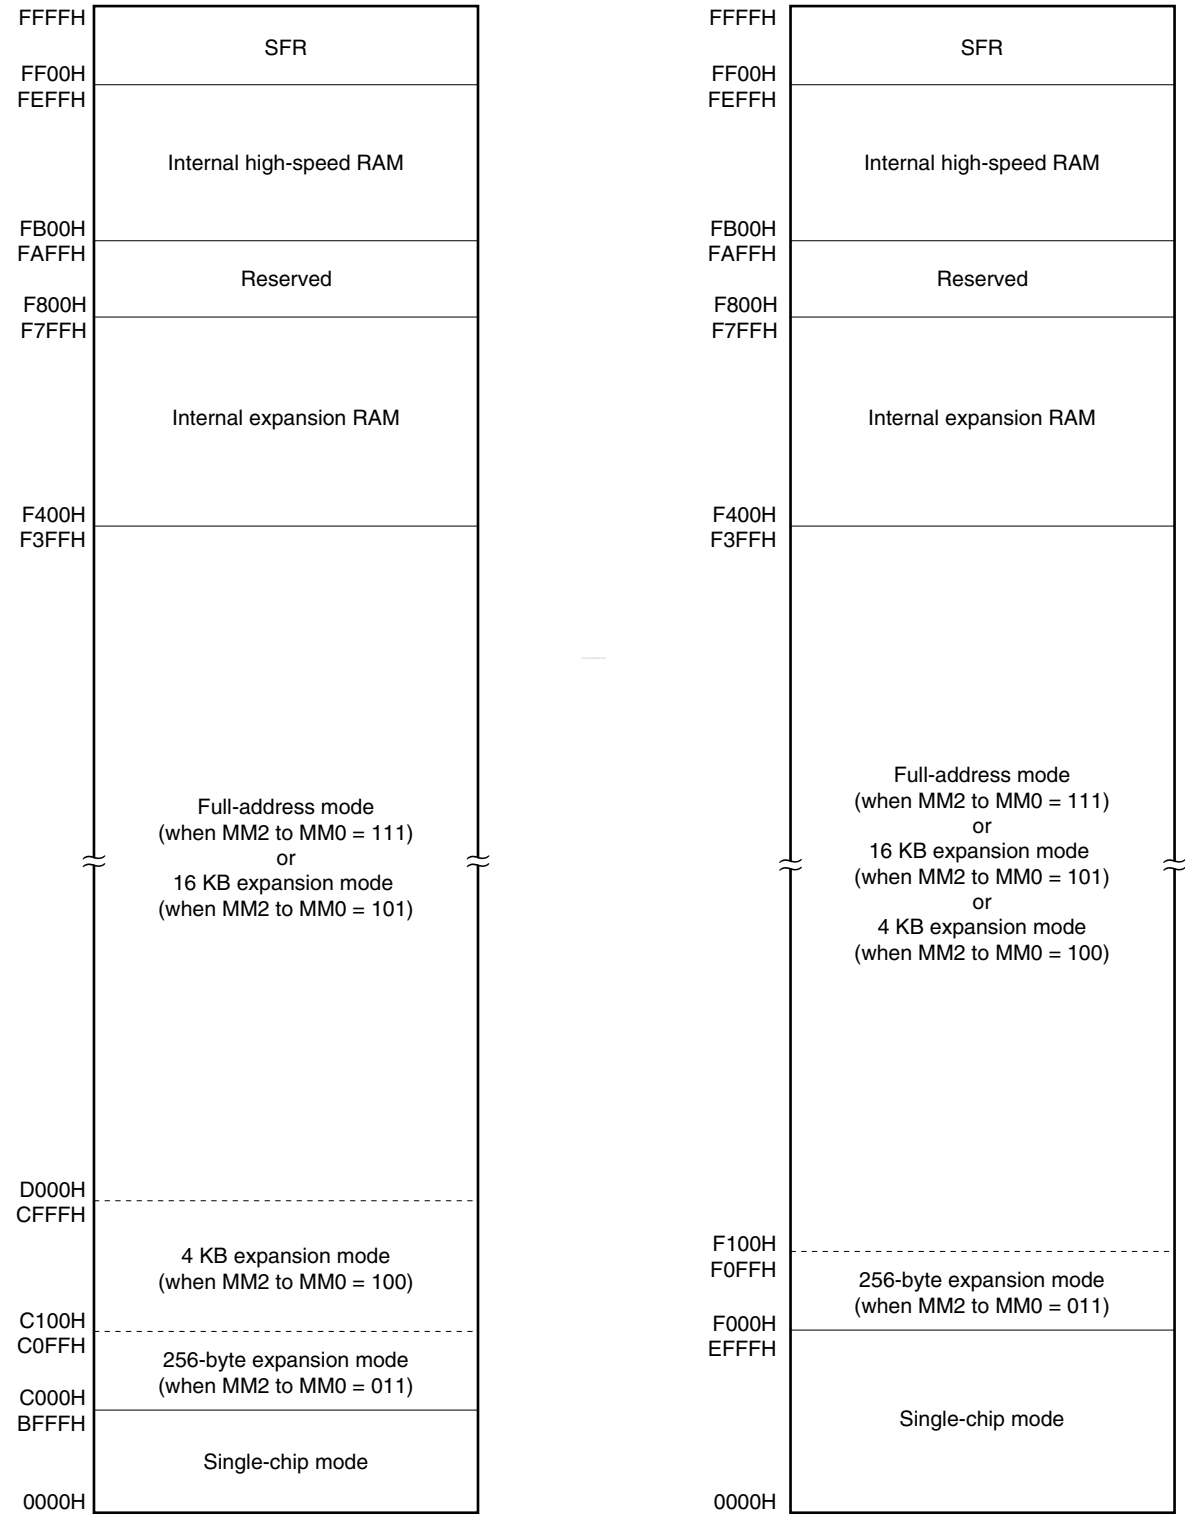 FFFFH
SFR
FF00H
FEFFH
Internal high-speed RAM
FB00H
FAFFH
Reserved
F800H
F7FFH
Internal expansion RAM
F400H
F3FFH
Full-address mode
(when MM2 to MM0 = 111)
or
16 KB expansion mode
(when MM2 to MM0 = 101)
D000H
CFFFH
4 KB expansion mode
(when MM2 to MM0 = 100)
C100H
C0FFH
256-byte expansion mode
(when MM2 to MM0 = 011)
C000H
BFFFH
Single-chip mode
0000H
FFFFH
SFR
FF00H
FEFFH
Internal high-speed RAM
FB00H
FAFFH
Reserved
F800H
F7FFH
Internal expansion RAM
F400H
F3FFH
Full-address mode
(when MM2 to MM0 = 111)
or
16 KB expansion mode
(when MM2 to MM0 = 101)
or
4 KB expansion mode
(when MM2 to MM0 = 100)
F100H
F0FFH
256-byte expansion mode
(when MM2 to MM0 = 011)
F000H
EFFFH
Single-chip mode
0000H